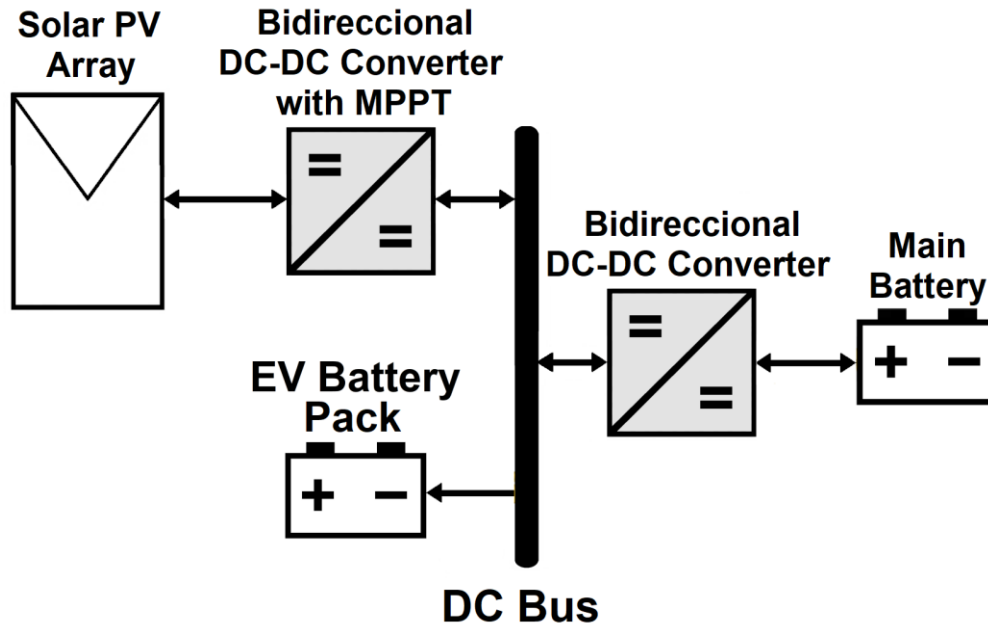 Solar PV
Array
Bidireccional
DC-DC Converter
with MPPT
Bidireccional
DC-DC Converter
Main
Battery
+ −
EV Battery
Pack
+ −
DC Bus